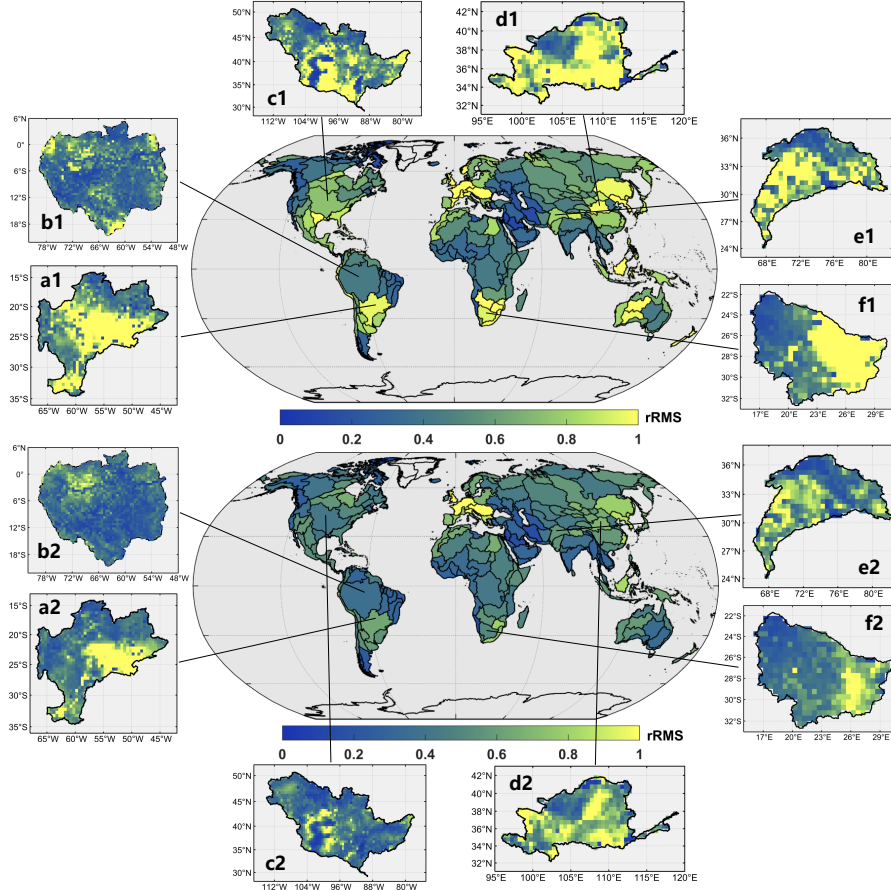 50°N
45°N
40°N
35°N
30°N
112°W 104°W 96°W 88°W 80°W
c1
d1
42°N
40°N
38°N
36°N
34°N
32°N
95°E 100°E 105°E 110°E 115°E 120°E
6°N
0°
6°S
12°S
18°S
78°W 72°W 66°W 60°W 54°W 48°W
b1
36°N
33°N
30°N
27°N
24°N
68°E 72°E 76°E 80°E
e1
a1
15°S
20°S
25°S
30°S
35°S
65°W 60°W 55°W 50°W 45°W
f1
22°S
24°S
26°S
28°S
30°S
32°S
16°E 20°E 23°E 26°E 29°E
rRMS
0 0.2 0.4 0.6 0.8 1
6°N
0°
6°S
12°S
18°S
78°W 72°W 66°W 60°W 54°W 48°W
b2
36°N
33°N
30°N
27°N
24°N
68°E 72°E 76°E 80°E
e2
a2
15°S
20°S
25°S
30°S
35°S
65°W 60°W 55°W 50°W 45°W
f2
22°S
24°S
26°S
28°S
30°S
32°S
17°E 21°E 25°E 29°E
rRMS
0 0.2 0.4 0.6 0.8 1
50°N
45°N
40°N
35°N
30°N
112°W 104°W 96°W 88°W 80°W
c2
d2
42°N
40°N
38°N
36°N
34°N
32°N
95°E 100°E 105°E 110°E 115°E 120°E